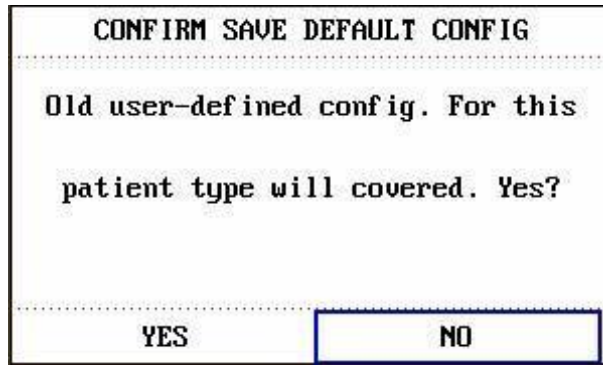 CONFIRM SAVE DEFAULT CONFIG
Old user-defined config. For this
patient type will covered. Yes?
YES
NO